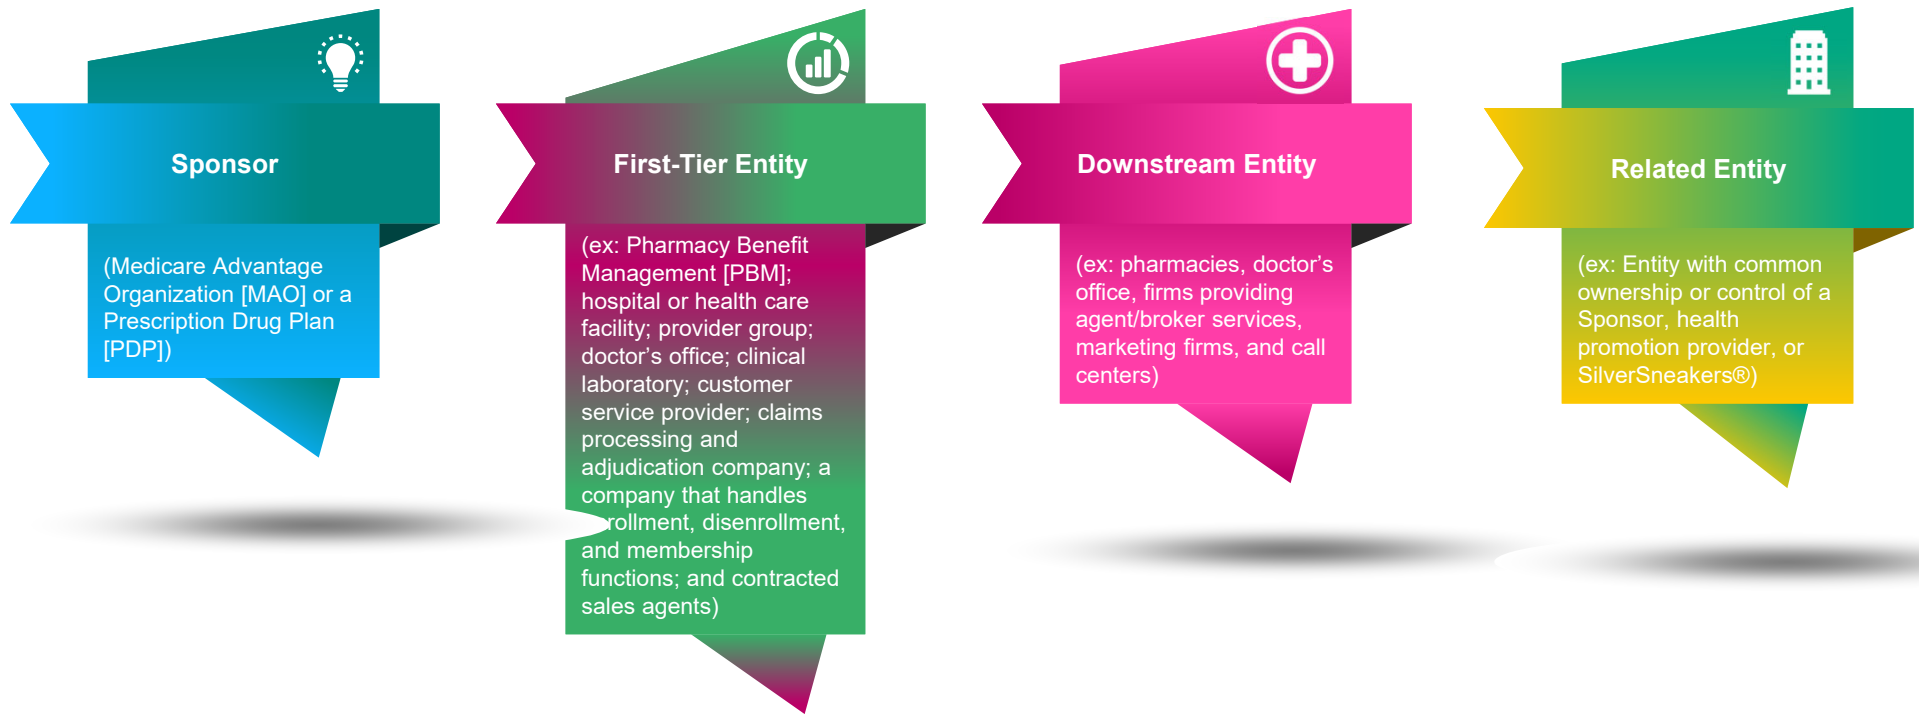 Sponsor
(Medicare Advantage
Organization [MAO] or a
Prescription Drug Plan
[PDP])
First-Tier Entity
(ex: Pharmacy Benefit
Management [PBM];
hospital or health care
facility; provider group;
doctor’s office; clinical
laboratory; customer
service provider; claims
processing and
adjudication company; a
company that handles
rollment, disenrollment,
and membership
functions; and contracted
sales agents)
Downstream Entity
(ex: pharmacies, doctor’s
office, firms providing
agent/broker services,
marketing firms, and call
centers)
Related Entity
(ex: Entity with common
ownership or control of a
Sponsor, health
promotion provider, or
SilverSneakers®)